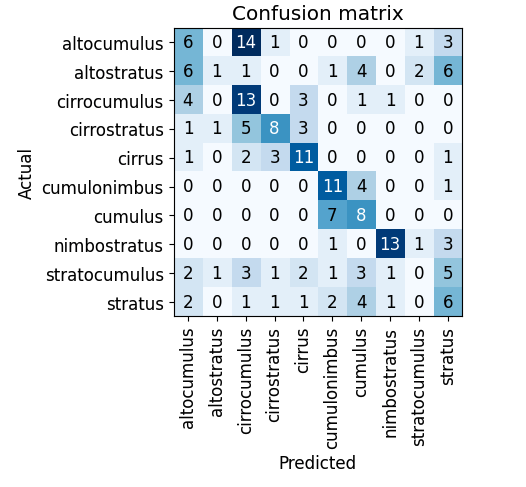 Confusion matrix
altocumulus 6 0 14 1 0 0 0 0 1 3
altostratus 6 1 1 0 0 1 4 0 2 6
cirrocumulus 4 0 13 0 3 0 1 1 0 0
cirrostratus 1 1 5 8 3 0 0 0 0 0
cirrus 1 0 2 3 11 0 0 0 0 1
cumulonimbus 0 0 0 0 0 11 4 0 0 1
cumulus 0 0 0 0 0 7 8 0 0 0
nimbostratus 0 0 0 0 0 1 0 13 1 3
stratocumulus 2 1 3 1 2 1 3 1 0 5
stratus 2 0 1 1 1 2 4 1 0 6
Actual
altocumulus
altostratus
cirrocumulus
cirrostratus
cirrus
cumulonimbus
cumulus
nimbostratus
stratocumulus
stratus
Predicted